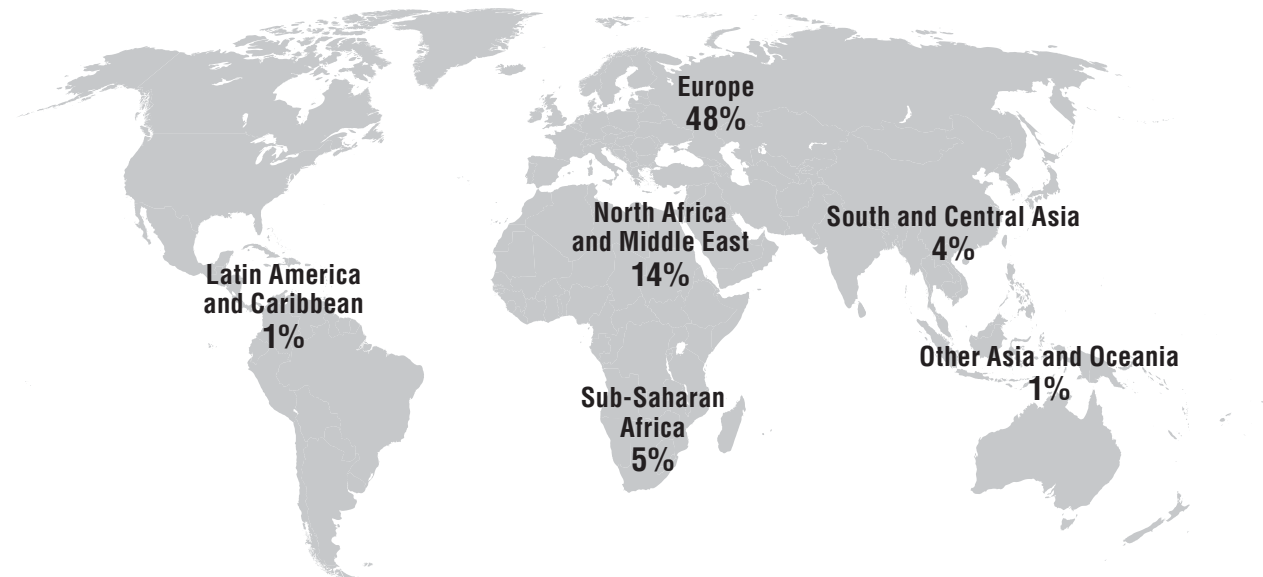 Europe
48%
North Africa
and Middle East
14%
South and Central Asia
4%
Latin America
and Caribbean
1%
Other Asia and Oceania
1%
Sub-Saharan
Africa
5%